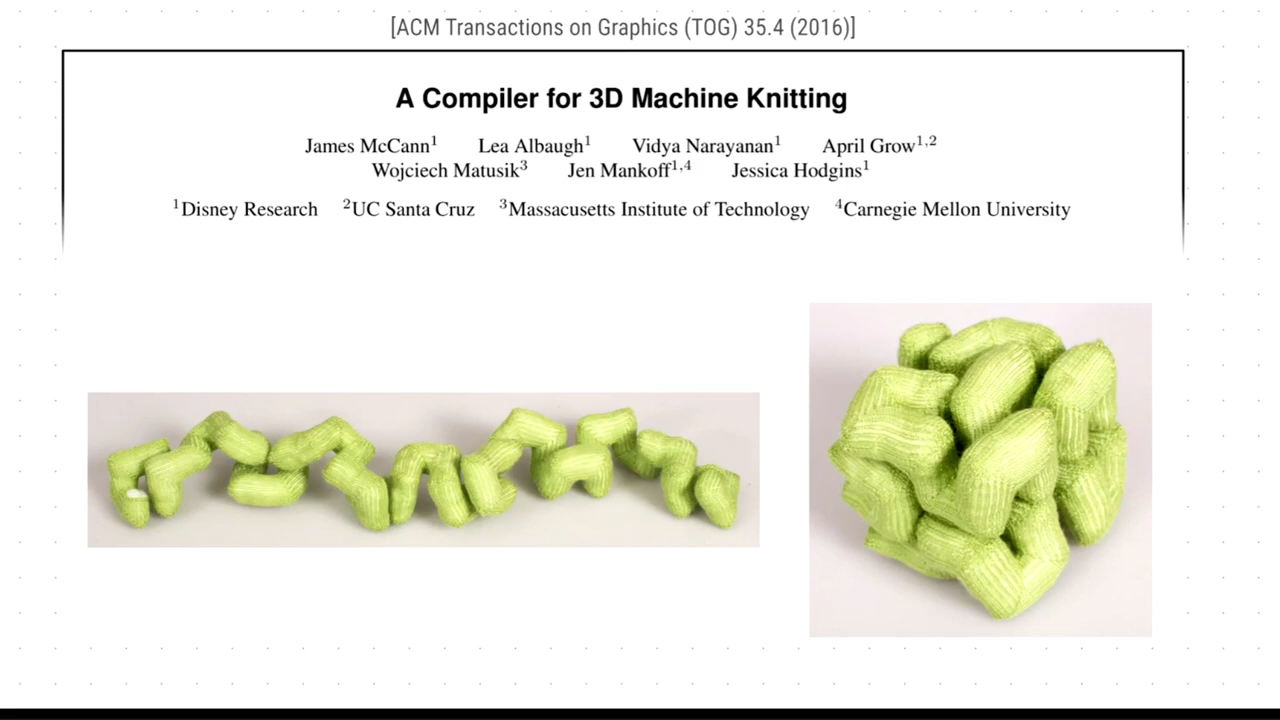 [ACM Transactions on Graphics (TOG) 35.4 (2016)]
A Compiler for 3D Machine Knitting
James McCann¹ Lea Albaugh¹ Vidya Narayanan¹ April Grow¹,²
Wojciech Matusik³ Jen Mankoff¹,⁴ Jessica Hodgins¹
¹Disney Research ²UC Santa Cruz ³Massacusetts Institute of Technology ⁴Carnegie Mellon University